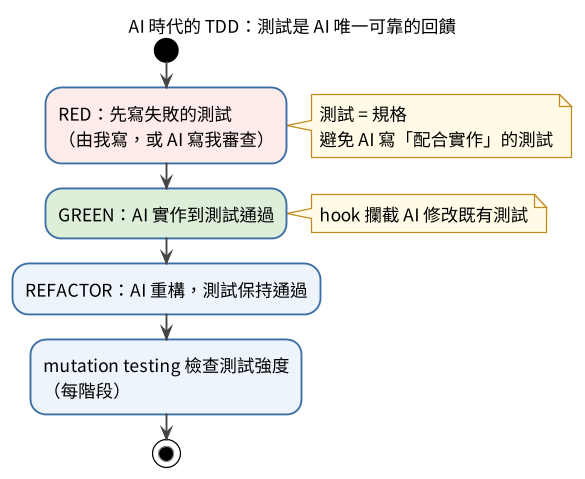 AI 時代的 TDD：測試是 AI 唯一可靠的回饋
RED：先寫失敗的測試
（由我寫，或 AI 寫我審查）
測試 = 規格
避免 AI 寫「配合實作」的測試
GREEN：AI 實作到測試通過
hook 攔截 AI 修改既有測試
REFACTOR：AI 重構，測試保持通過
mutation testing 檢查測試強度
（每階段）